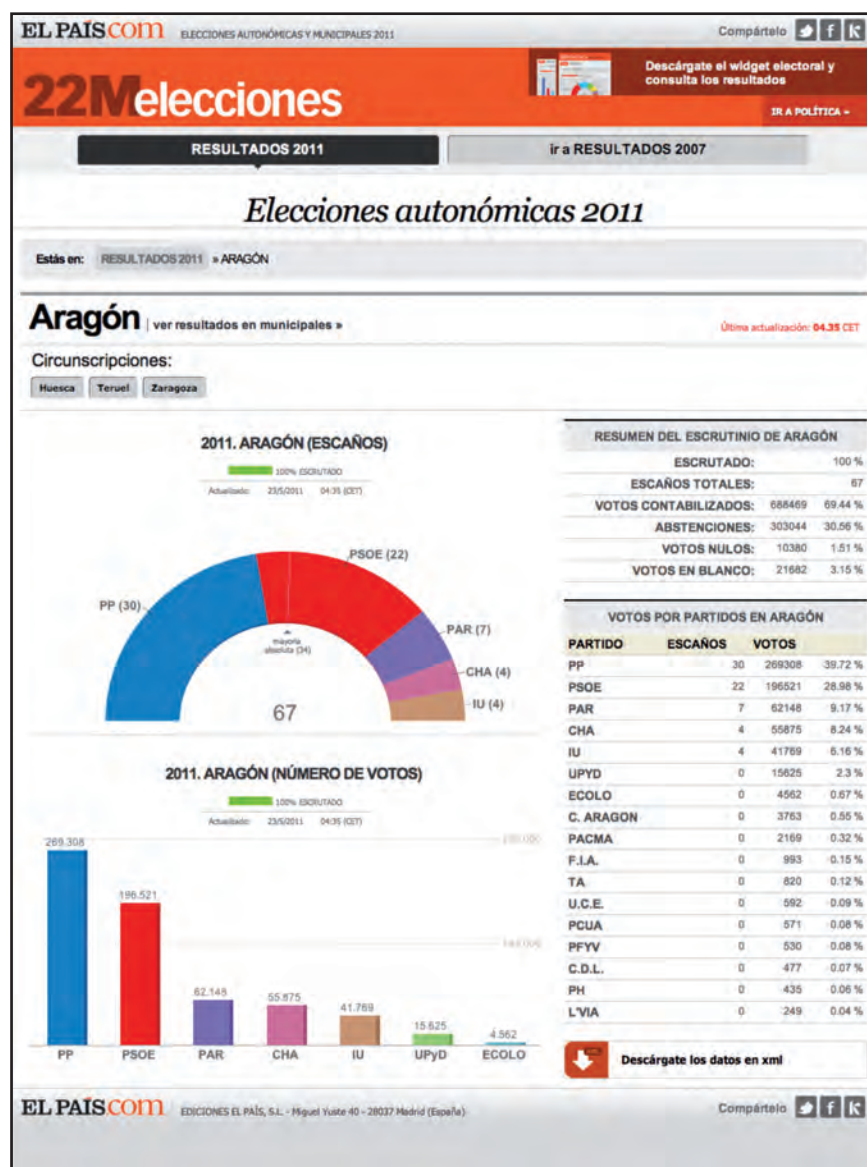 EL PAÍS.COM ELECCIONES AUTONÓMICAS Y MUNICIPALES 2011 Compártelo
22M elecciones
Descárgate el widget electoral y
consulta los resultados
IR A POLÍTICA »
RESULTADOS 2011 ir a RESULTADOS 2007
Elecciones autonómicas 2011
Estás en: RESULTADOS 2011 » ARAGÓN
Aragón | ver resultados en municipales » Última actualización: 04.35 CET
Circunscripciones:
Huesca Teruel Zaragoza
2011. ARAGÓN (ESCAÑOS)
100% ESCRUTADO
Actualizado: 23/5/2011 04:35 (CET)
PP (30)
PSOE (22)
PAR (7)
CHA (4)
IU (4)
mayoría
absoluta (34)
67
2011. ARAGÓN (NÚMERO DE VOTOS)
100% ESCRUTADO
Actualizado: 23/5/2011 04:35 (CET)
269.308
196.521
62.148
55.875
41.769
15.625
4.562
PP PSOE PAR CHA IU UPyD ECOLO
RESUMEN DEL ESCRUTINIO DE ARAGÓN
ESCRUTADO: 100 %
ESCAÑOS TOTALES: 67
VOTOS CONTABILIZADOS: 688469 69.44 %
ABSTENCIONES: 303044 30.56 %
VOTOS NULOS: 10380 1.51 %
VOTOS EN BLANCO: 21682 3.15 %
VOTOS POR PARTIDOS EN ARAGÓN
PARTIDO ESCAÑOS VOTOS
PP 30 269308 39.72 %
PSOE 22 196521 28.98 %
PAR 7 62148 9.17 %
CHA 4 55875 8.24 %
IU 4 41769 6.16 %
UPYD 0 15625 2.3 %
ECOLO 0 4562 0.67 %
C. ARAGON 0 3763 0.55 %
PACMA 0 2169 0.32 %
F.I.A. 0 993 0.15 %
TA 0 820 0.12 %
U.C.E. 0 592 0.09 %
PCUA 0 571 0.08 %
PFYV 0 530 0.08 %
C.D.L. 0 477 0.07 %
PH 0 435 0.06 %
L'VIA 0 249 0.04 %
Descárgate los datos en xml
EL PAÍS.COM EDICIONES EL PAÍS, S.L. - Miguel Yuste 40 - 28037 Madrid (España) Compártelo